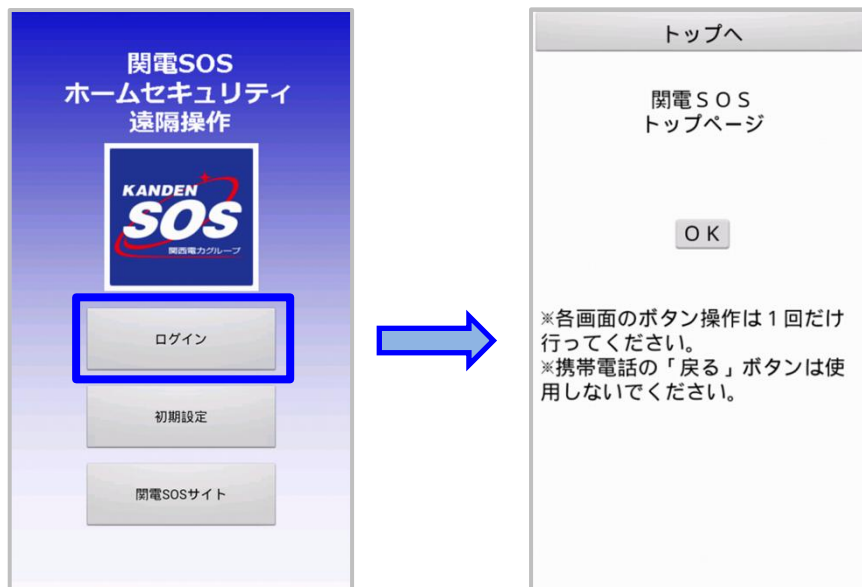 関電SOS
ホームセキュリティ
遠隔操作
KANDEN
SOS
関西電力グループ
ログイン
初期設定
関電SOSサイト
トップへ
関電ＳＯＳ
トップページ
ＯＫ
※各画面のボタン操作は１回だけ
行ってください。
※携帯電話の「戻る」ボタンは使
用しないでください。